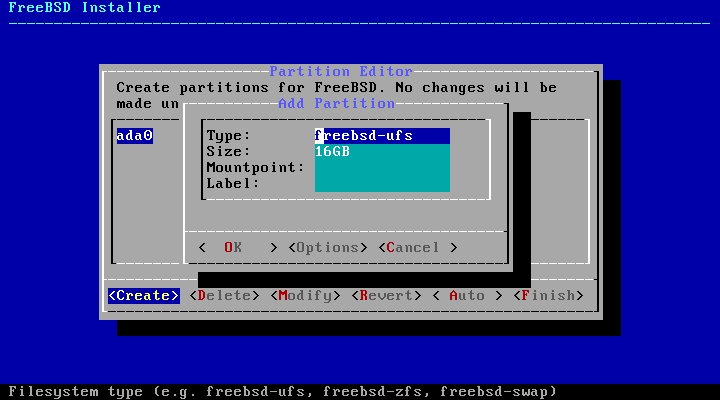 FreeBSD Installer
Partition Editor
Create partitions for FreeBSD. No changes will be
made un
Add Partition
ada0
Type: freebsd-ufs
Size: 16GB
Mountpoint:
Label:
< OK > <Options> <Cancel >
<Create> <Delete> <Modify> <Revert> < Auto > <Finish>
Filesystem type (e.g. freebsd-ufs, freebsd-zfs, freebsd-swap)